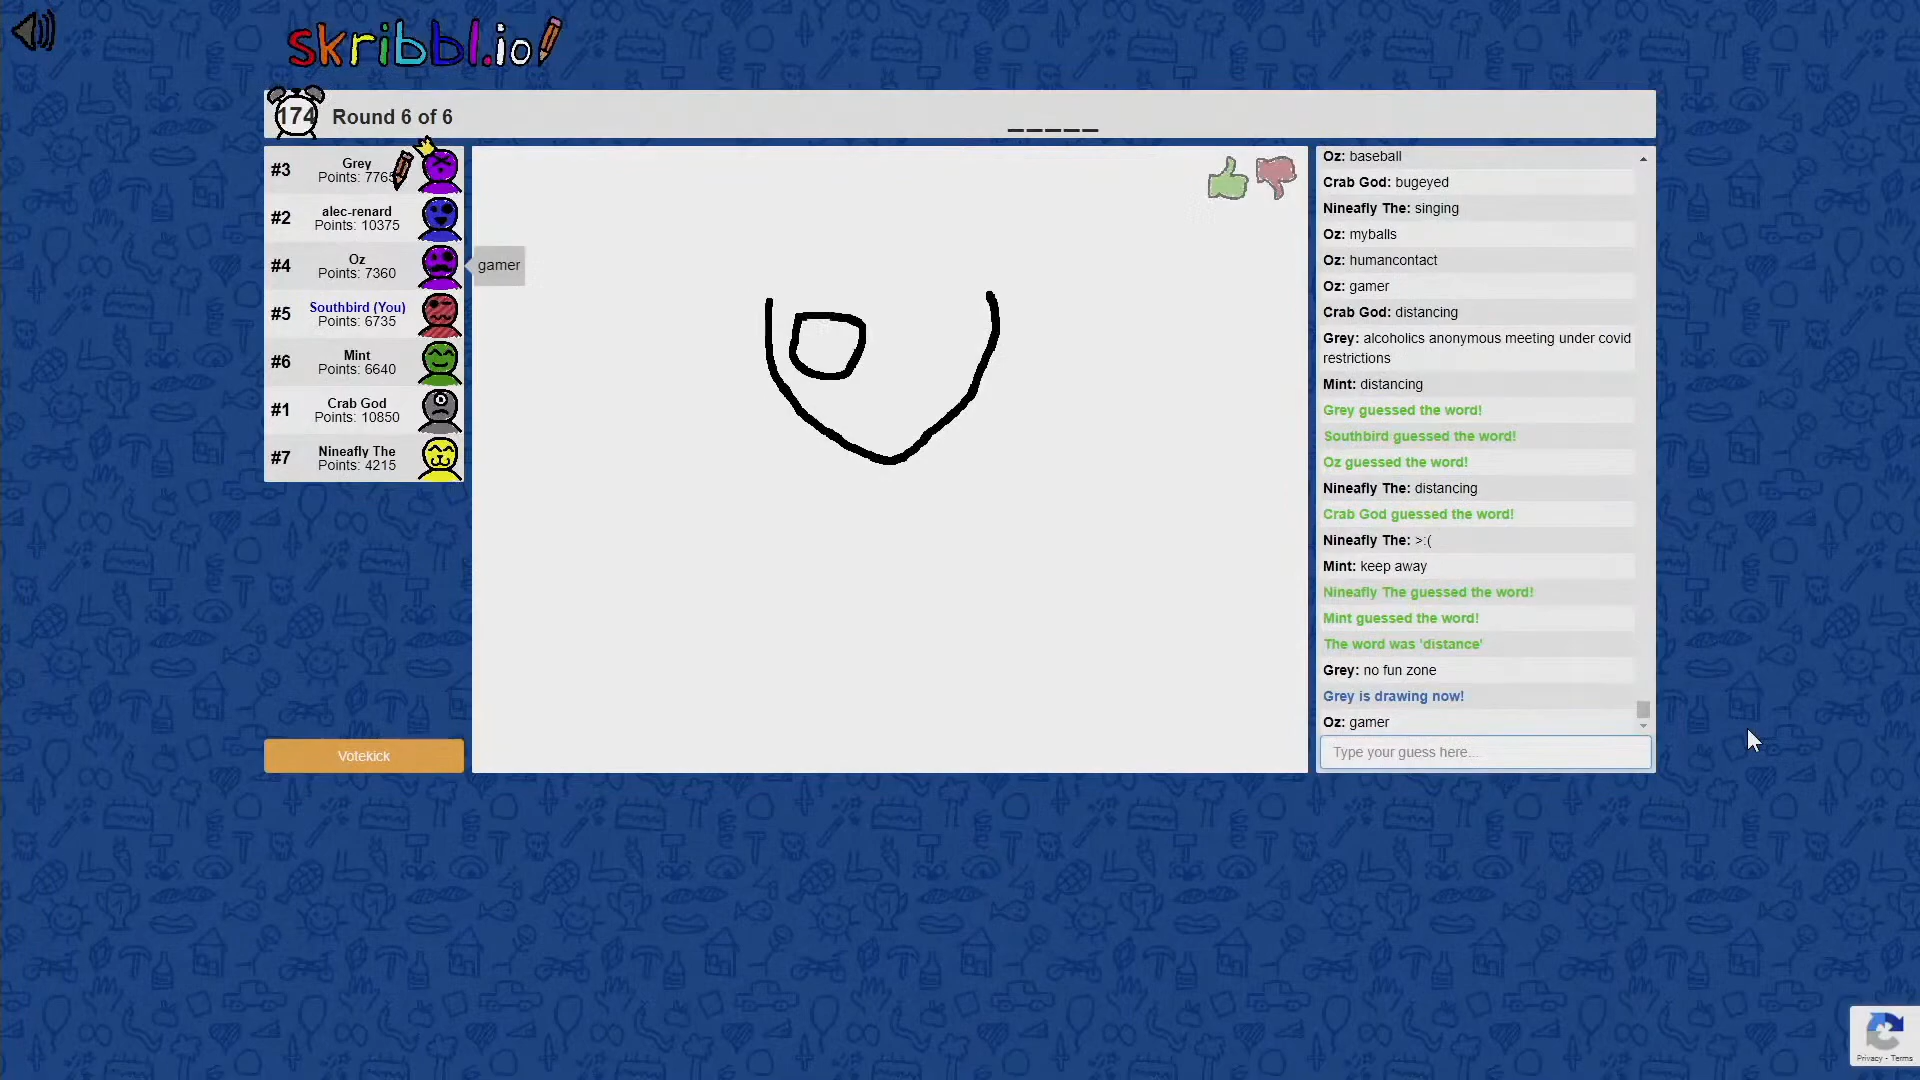 skribbl.io
174
Round 6 of 6
_____
#3
Grey
Points: 7765
#2
alec-renard
Points: 10375
#4
Oz
Points: 7360
gamer
#5
Southbird (You)
Points: 6735
#6
Mint
Points: 6640
#1
Crab God
Points: 10850
#7
Nineafly The
Points: 4215
Votekick
Oz: baseball
Crab God: bugeyed
Nineafly The: singing
Oz: myballs
Oz: humancontact
Oz: gamer
Crab God: distancing
Grey: alcoholics anonymous meeting under covid
restrictions
Mint: distancing
Grey guessed the word!
Southbird guessed the word!
Oz guessed the word!
Nineafly The: distancing
Crab God guessed the word!
Nineafly The: >:(
Mint: keep away
Nineafly The guessed the word!
Mint guessed the word!
The word was 'distance'
Grey: no fun zone
Grey is drawing now!
Oz: gamer
Type your guess here...
Privacy - Terms